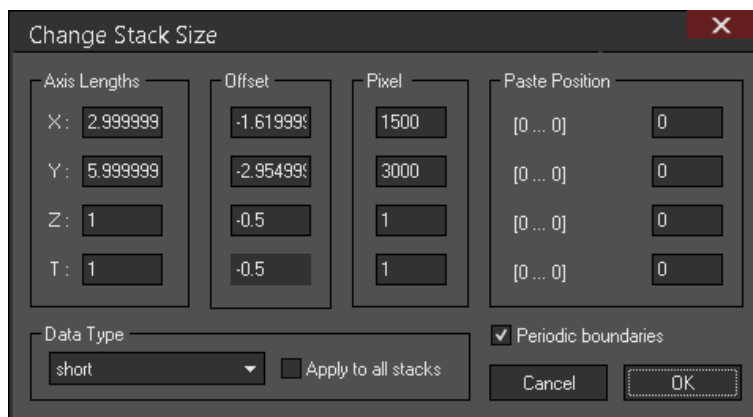 Change Stack Size
Axis Lengths Offset Pixel Paste Position
X: 2.999999 -1.619999 1500 [0 ... 0] 0
Y: 5.999999 -2.954999 3000 [0 ... 0] 0
Z: 1 -0.5 1 [0 ... 0] 0
T: 1 -0.5 1 [0 ... 0] 0
Data Type Periodic boundaries
short Apply to all stacks
Cancel OK